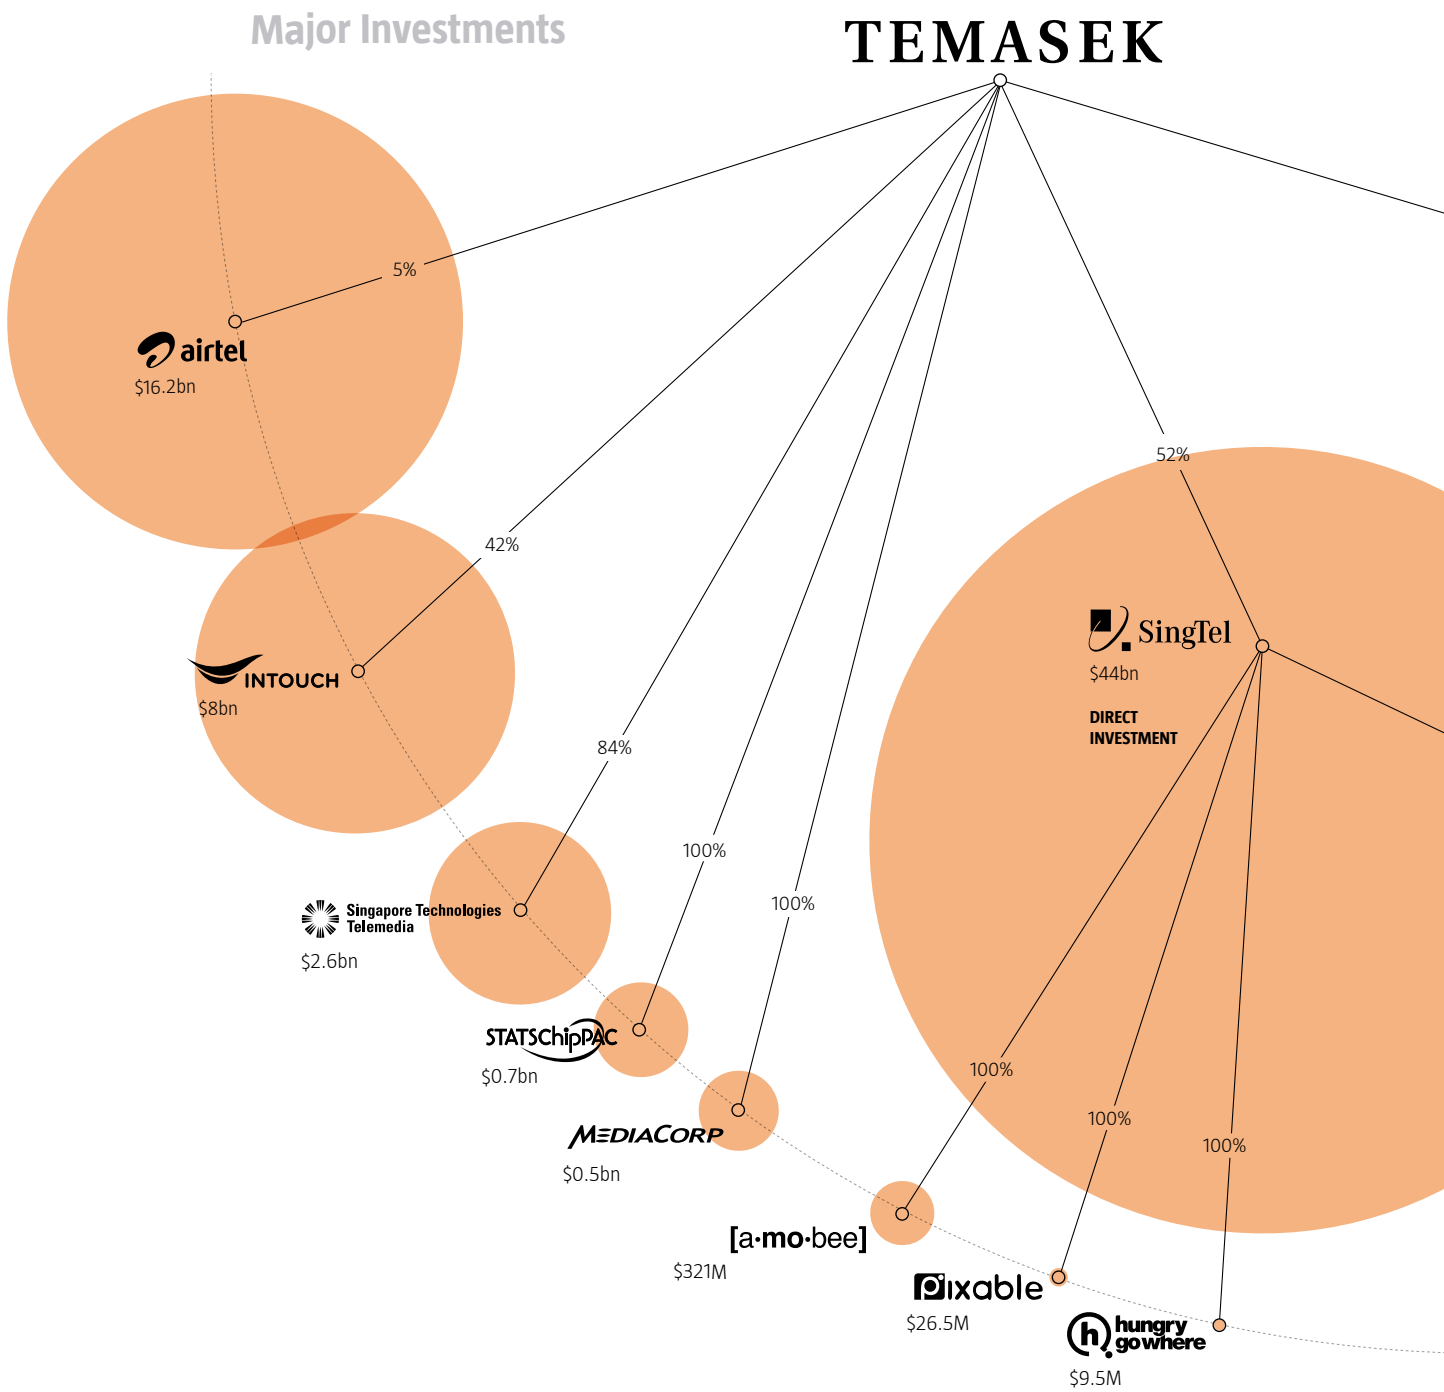 Major Investments
TEMASEK
5%
airtel
$16.2bn
52%
42%
SingTel
$44bn
DIRECT
INVESTMENT
INTOUCH
$8bn
84%
100%
100%
Singapore Technologies
Telemedia
$2.6bn
STATSChipPAC
$0.7bn
100%
100%
100%
MEDIACORP
$0.5bn
[a·mo·bee]
$321M
Pixable
$26.5M
h
hungry
gowhere
$9.5M